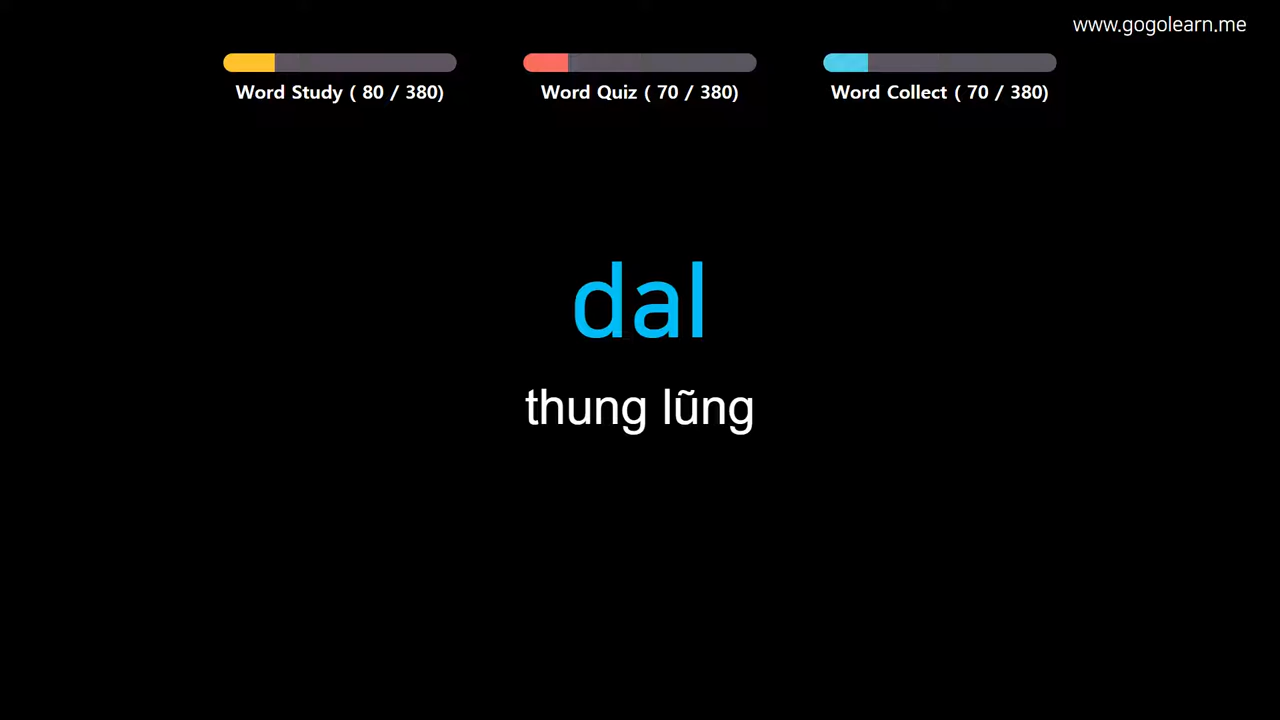 www.gogolearn.me
Word Study ( 80 / 380)
Word Quiz ( 70 / 380)
Word Collect ( 70 / 380)
dal
thung lũng